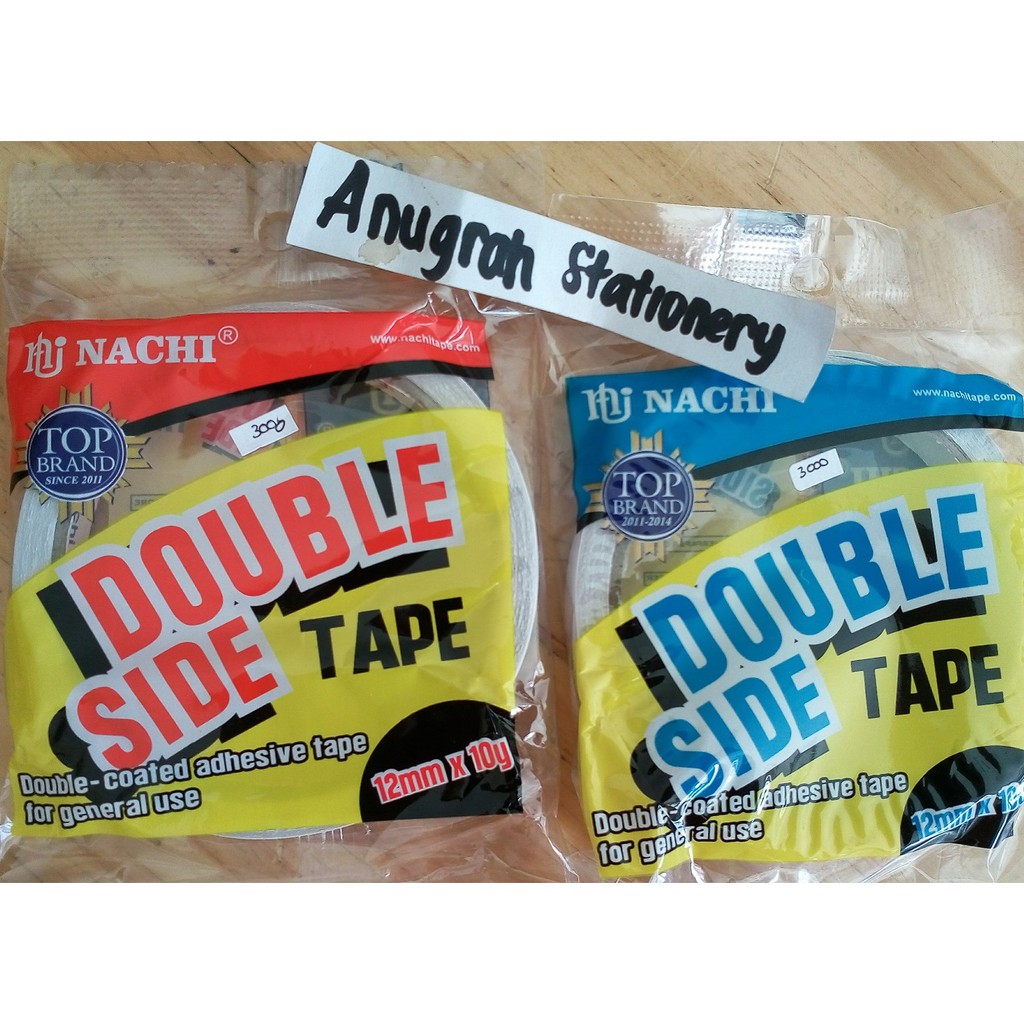 Anugrah Stationery
NACHI®
www.nachitape.com
TOP
BRAND
SINCE 2011
DOUBLE
SIDE
TAPE
Double-coated adhesive tape
for general use
12mm x 10y
NACHI
www.nachitape.com
TOP
BRAND
2011-2014
3000
DOUBLE
SIDE
TAPE
Double-coated adhesive tape
for general use
12mm x